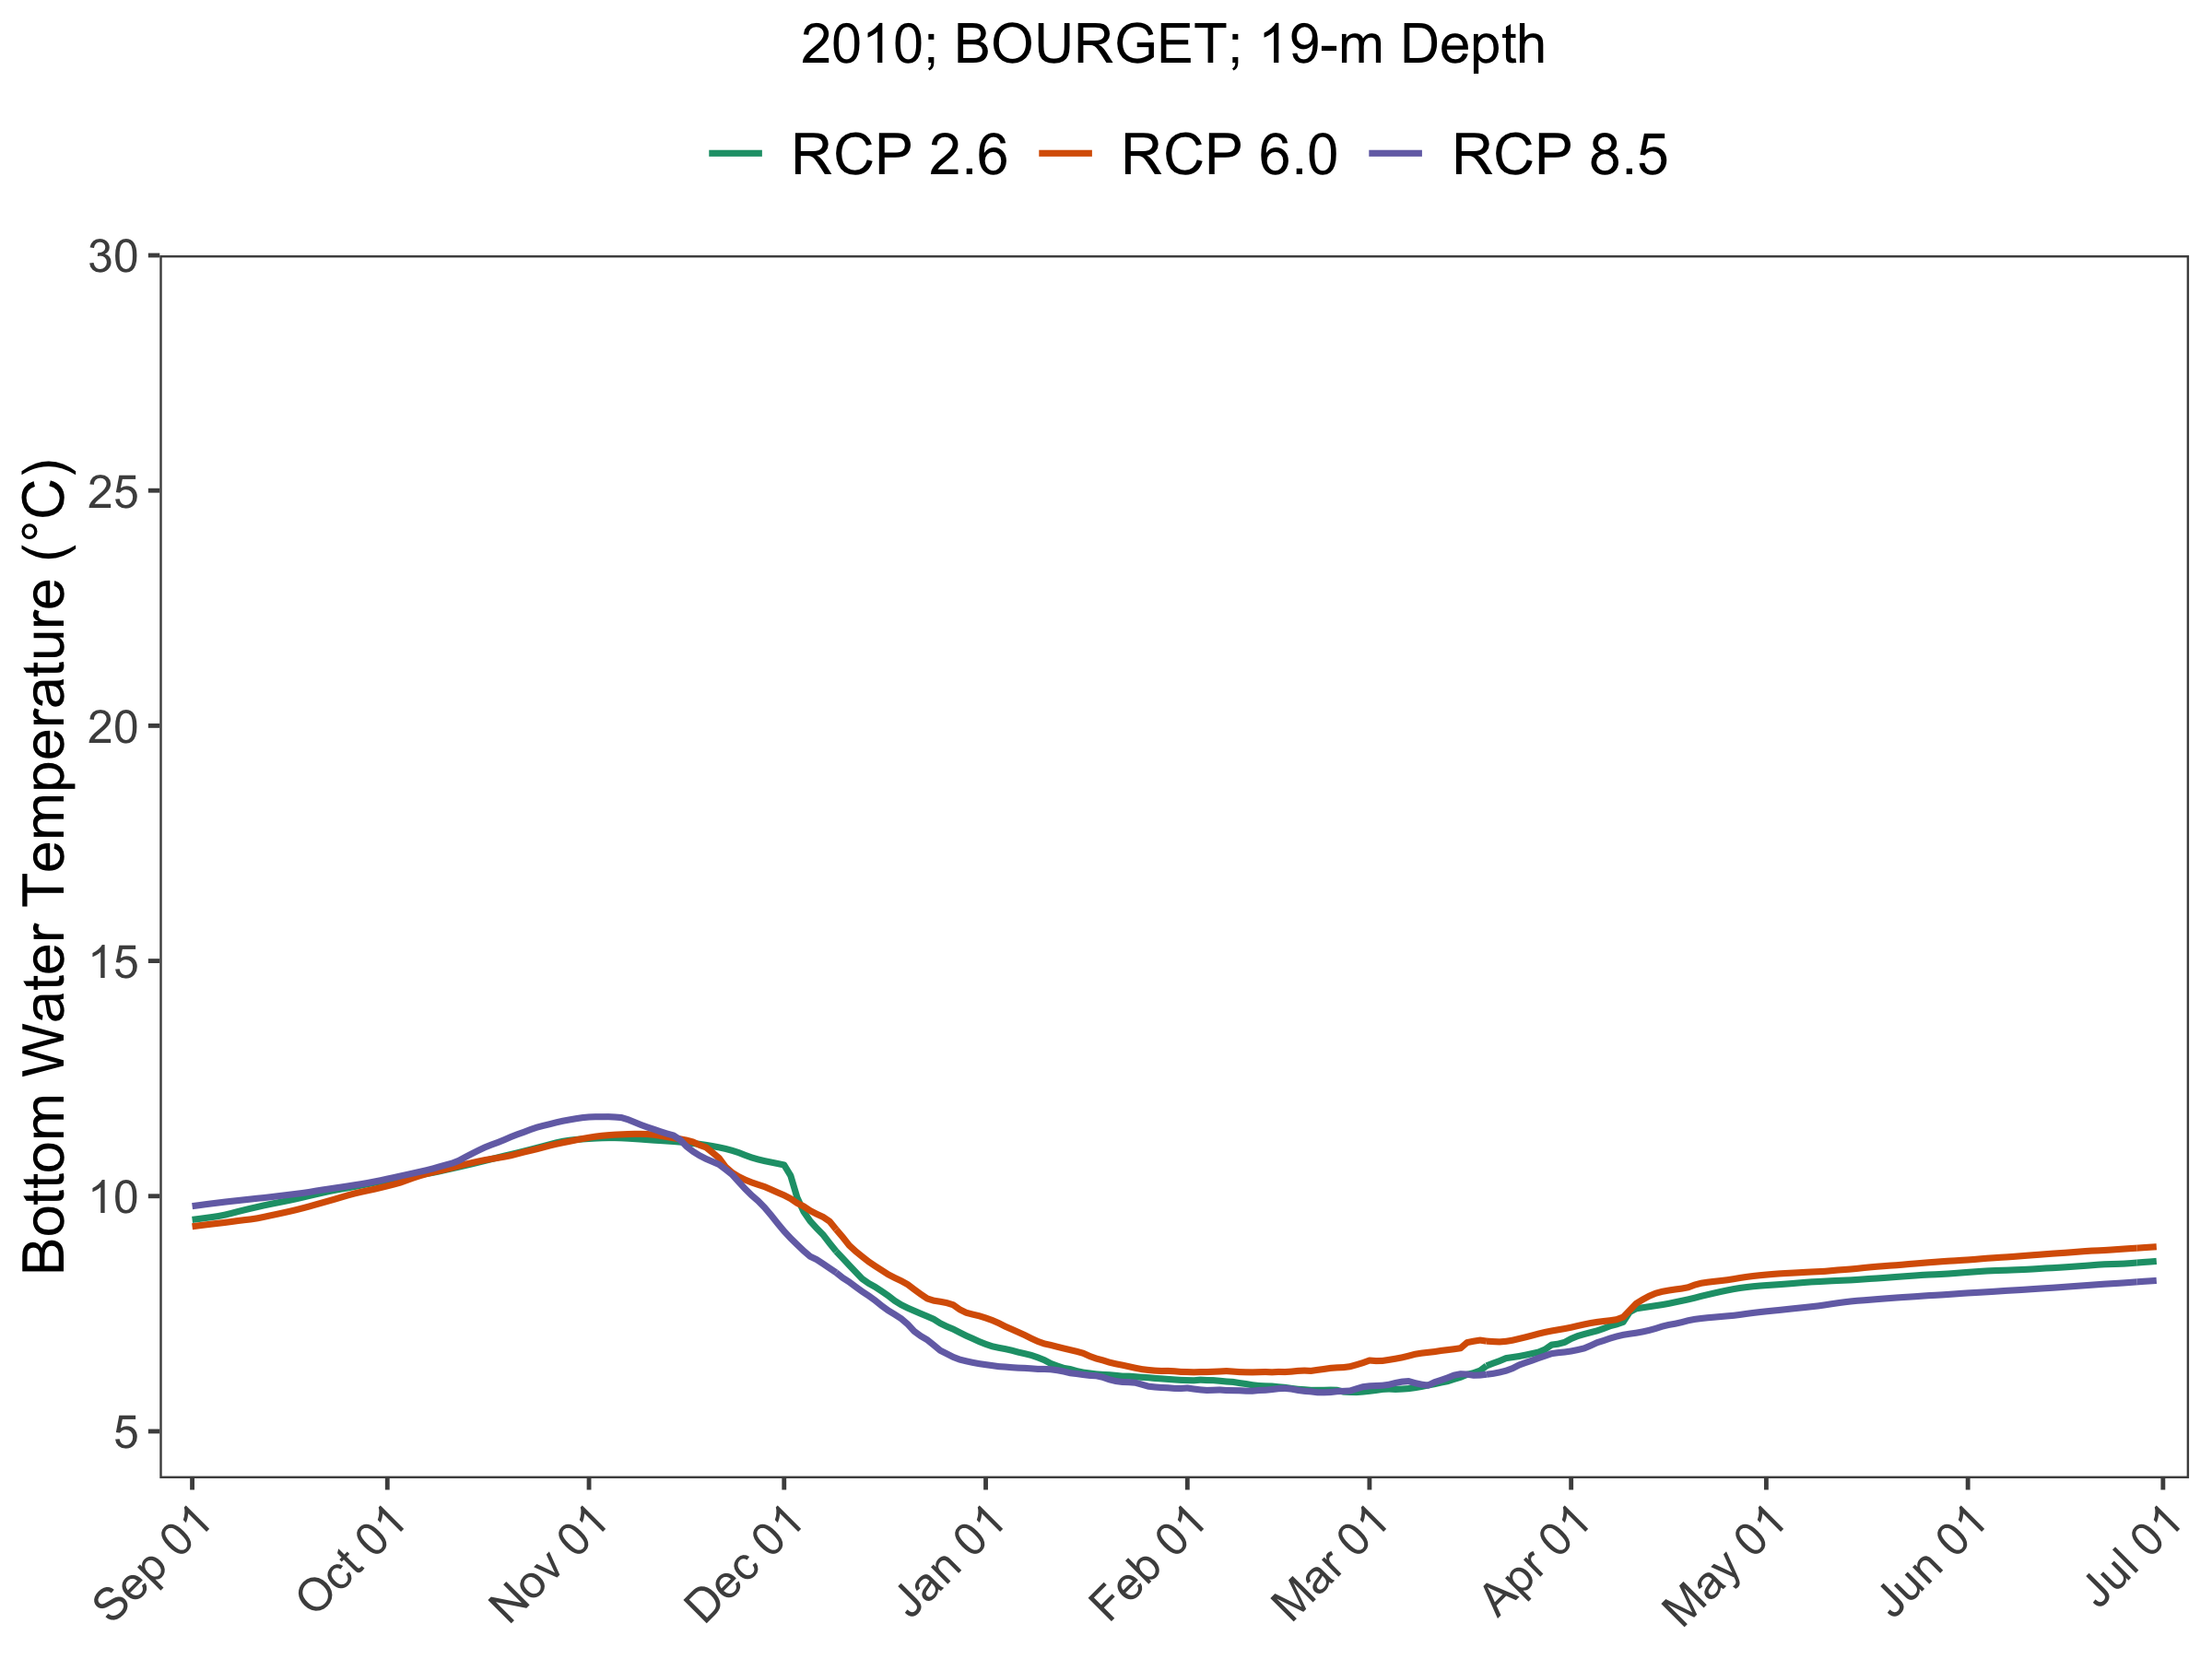 2010; BOURGET; 19-m Depth
RCP 2.6 RCP 6.0 RCP 8.5
Bottom Water Temperature (°C)
30
25
20
15
10
5
Sep 01 Oct 01 Nov 01 Dec 01 Jan 01 Feb 01 Mar 01 Apr 01 May 01 Jun 01 Jul 01